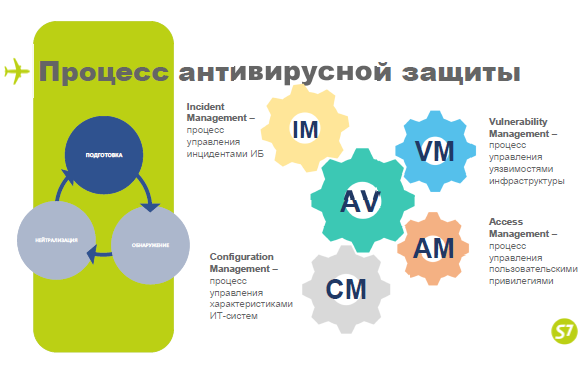 Процесс антивирусной защиты
ПОДГОТОВКА
НЕЙТРАЛИЗАЦИЯ
ОБНАРУЖЕНИЕ
Incident
Management –
процесс
управления
инцидентами ИБ
IM
VM
Vulnerability
Management –
процесс
управления
уязвимостями
инфраструктуры
AV
Configuration
Management –
процесс
управления
характеристиками
ИТ-систем
CM
AM
Access
Management –
процесс
управления
пользовательскими
привилегиями
S7